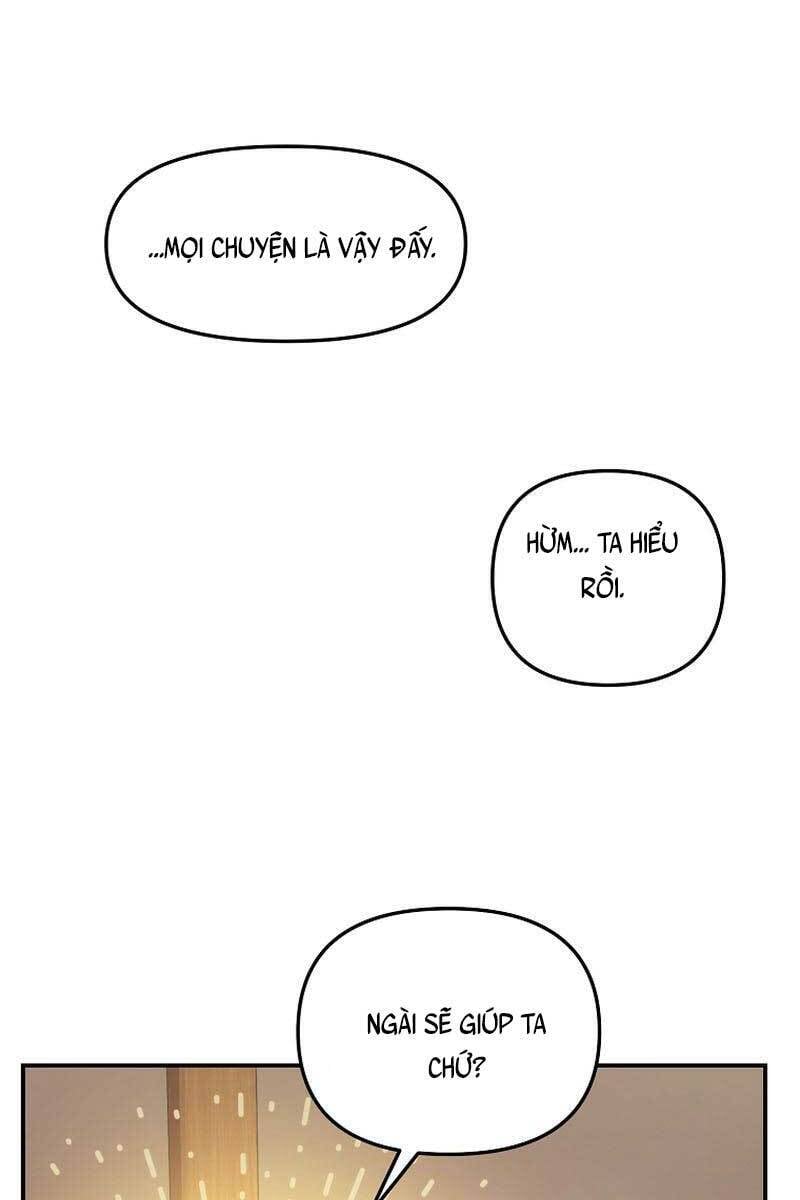 ...MỌI CHUYỆN LÀ VẬY ĐẤY.
HỪM... TA HIỂU
RỒI.
NGÀI SẼ GIÚP TA
CHỨ?